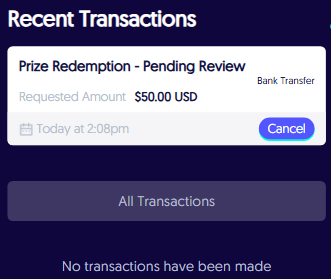 Recent Transactions
Prize Redemption - Pending Review
Bank Transfer
Requested Amount $50.00 USD
Today at 2:08pm
Cancel
All Transactions
No transactions have been made